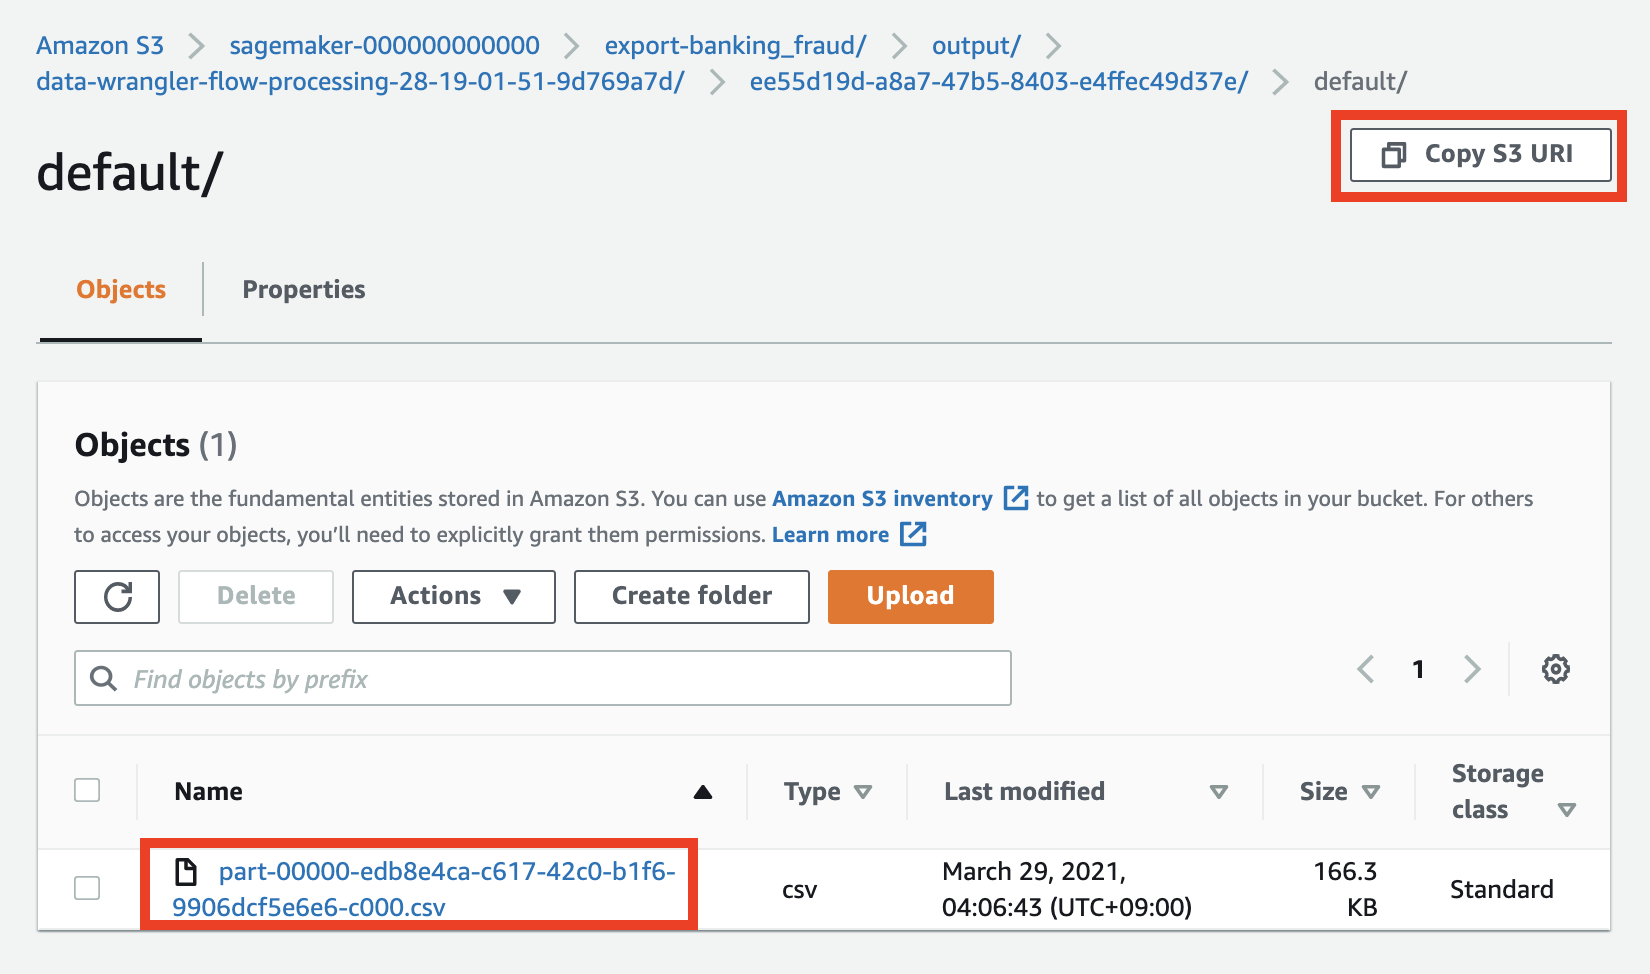 Amazon S3 sagemaker-000000000000 export-banking_fraud/ output/
data-wrangler-flow-processing-28-19-01-51-9d769a7d/ ee55d19d-a8a7-47b5-8403-e4ffec49d37e/ default/
default/
Copy S3 URI
Objects Properties
Objects (1)
Objects are the fundamental entities stored in Amazon S3. You can use Amazon S3 inventory to get a list of all objects in your bucket. For others
to access your objects, you'll need to explicitly grant them permissions. Learn more
Delete Actions Create folder Upload
Find objects by prefix
1
Name Type Last modified Size Storage
class
part-00000-edb8e4ca-c617-42c0-b1f6-
9906dcf5e6e6-c000.csv
csv
March 29, 2021,
04:06:43 (UTC+09:00)
166.3
KB
Standard